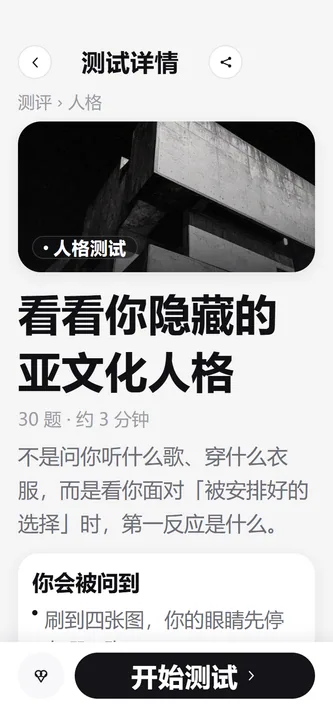 测试详情
测评 › 人格
• 人格测试
看看你隐藏的
亚文化人格
30 题 · 约 3 分钟
不是问你听什么歌、穿什么衣
服，而是看你面对「被安排好的
选择」时，第一反应是什么。
你会被问到
• 刷到四张图，你的眼睛先停
开始测试 ›